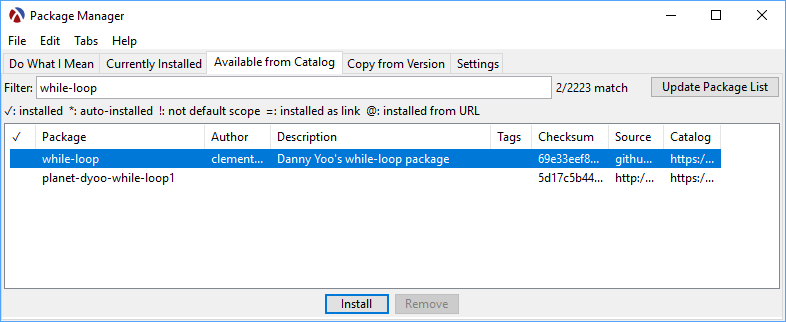 Package Manager
File Edit Tabs Help
Do What I Mean Currently Installed Available from Catalog Copy from Version Settings
Filter: while-loop 2/2223 match Update Package List
✓: installed *: auto-installed !: not default scope =: installed as link @: installed from URL
✓ Package Author Description Tags Checksum Source Catalog
while-loop clement... Danny Yoo's while-loop package 69e33eef8... githu... https:/...
planet-dyoo-while-loop1 5d17c5b44... http:/... https:/...
Install Remove